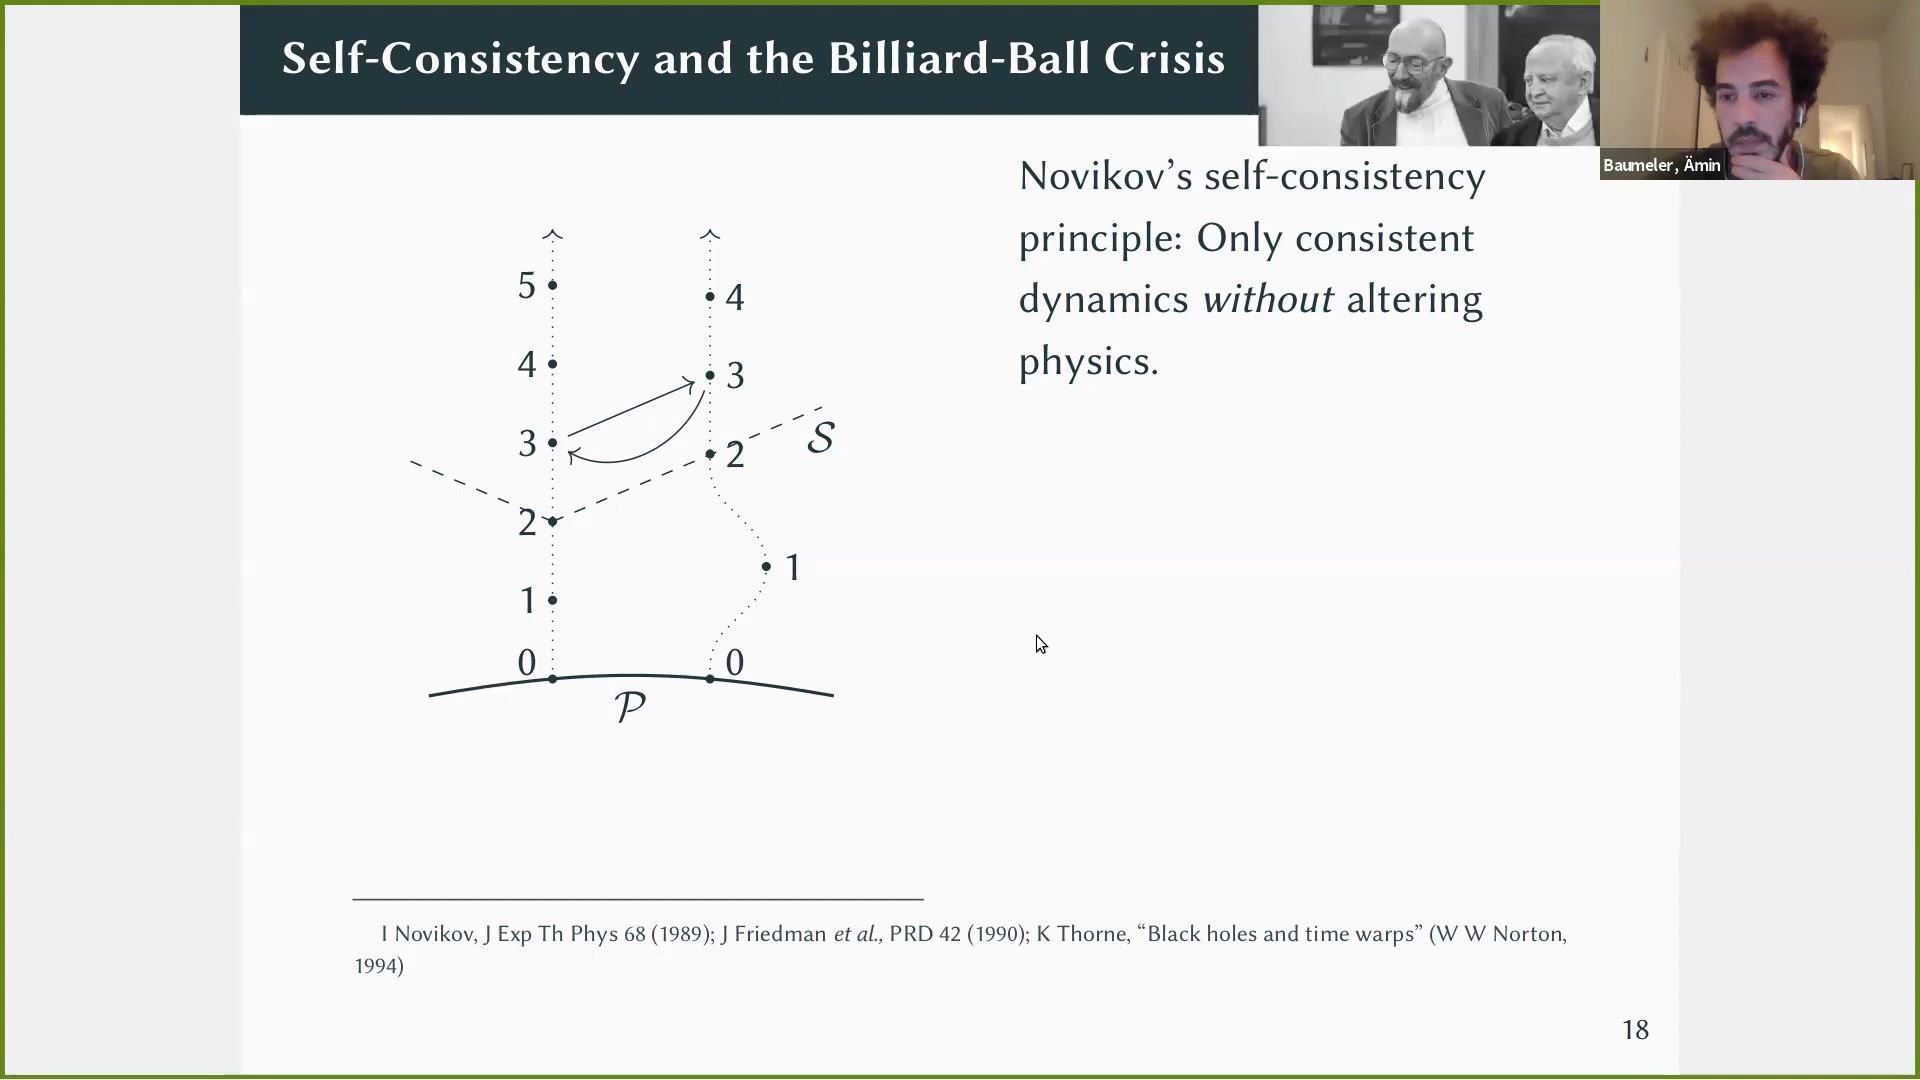 Self-Consistency and the Billiard-Ball Crisis
Baumeler, Ämin
Novikov’s self-consistency
principle: Only consistent
dynamics without altering
physics.
5
4
4
3
3
2
S
2
1
1
0
0
P
I Novikov, J Exp Th Phys 68 (1989); J Friedman et al., PRD 42 (1990); K Thorne, “Black holes and time warps” (W W Norton,
1994)
18